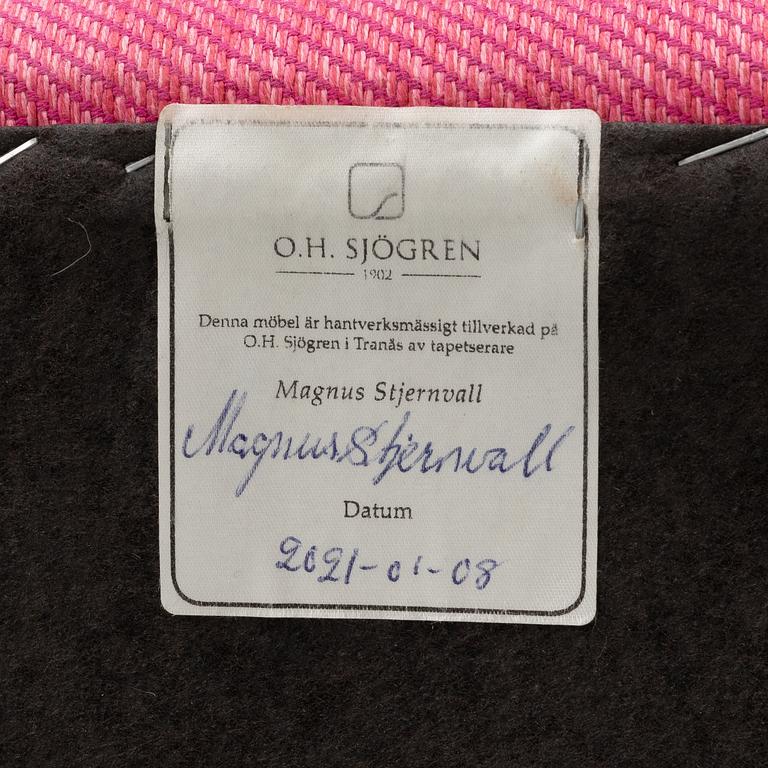 O.H. SJÖGREN
1902
Denna möbel är hantverksmässigt tillverkad på
O.H. Sjögren i Tranås av tapetserare
Magnus Stjernvall
Magnus Stjernvall
Datum
2021-01-08